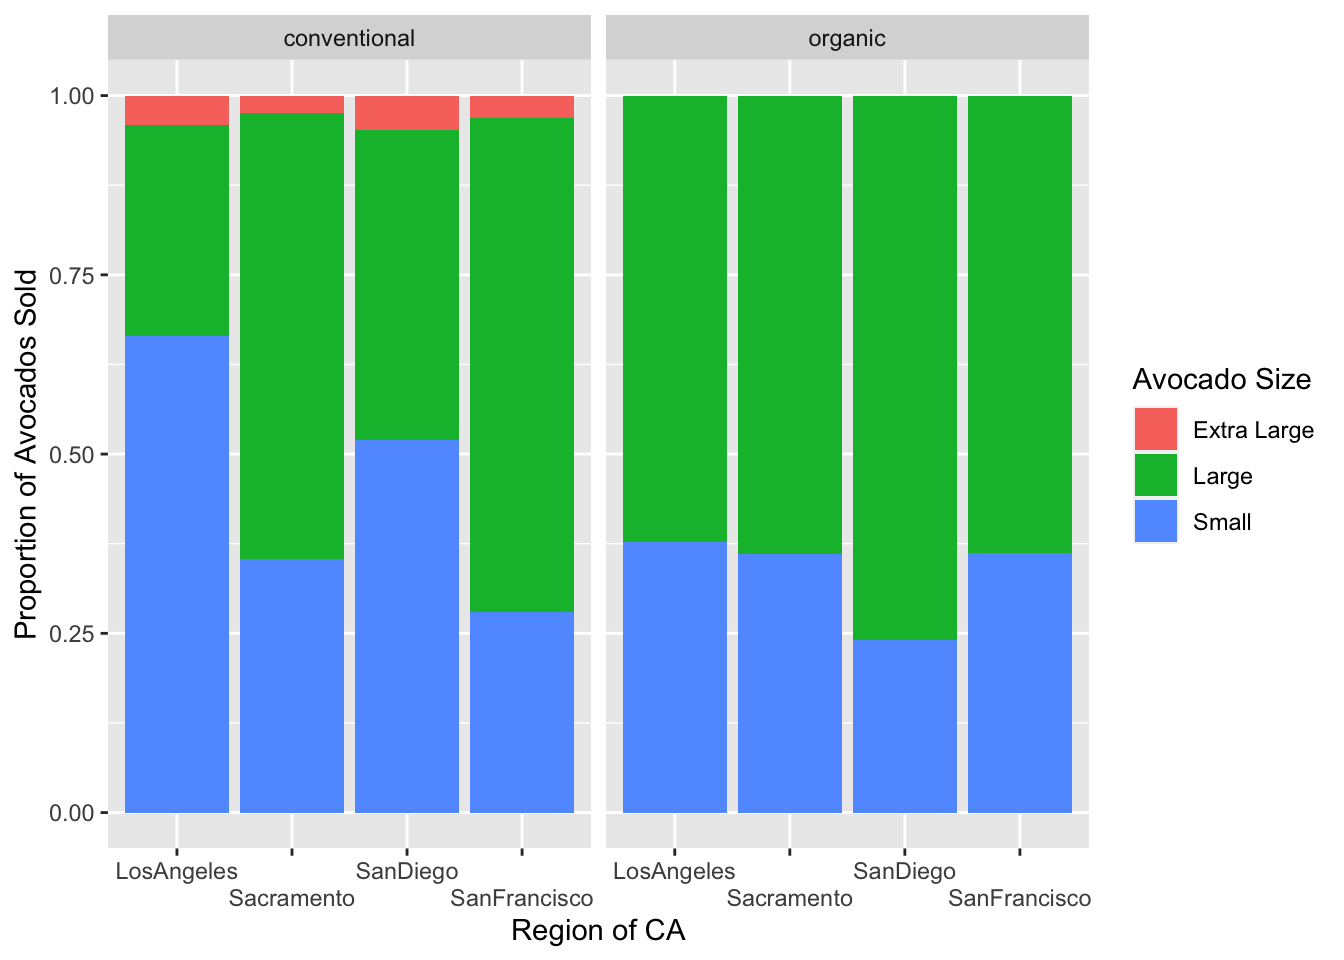 conventional
organic
1.00
0.75
0.50
0.25
0.00
Proportion of Avocados Sold
LosAngeles
Sacramento
SanDiego
SanFrancisco
LosAngeles
Sacramento
SanDiego
SanFrancisco
Region of CA
Avocado Size
Extra Large
Large
Small